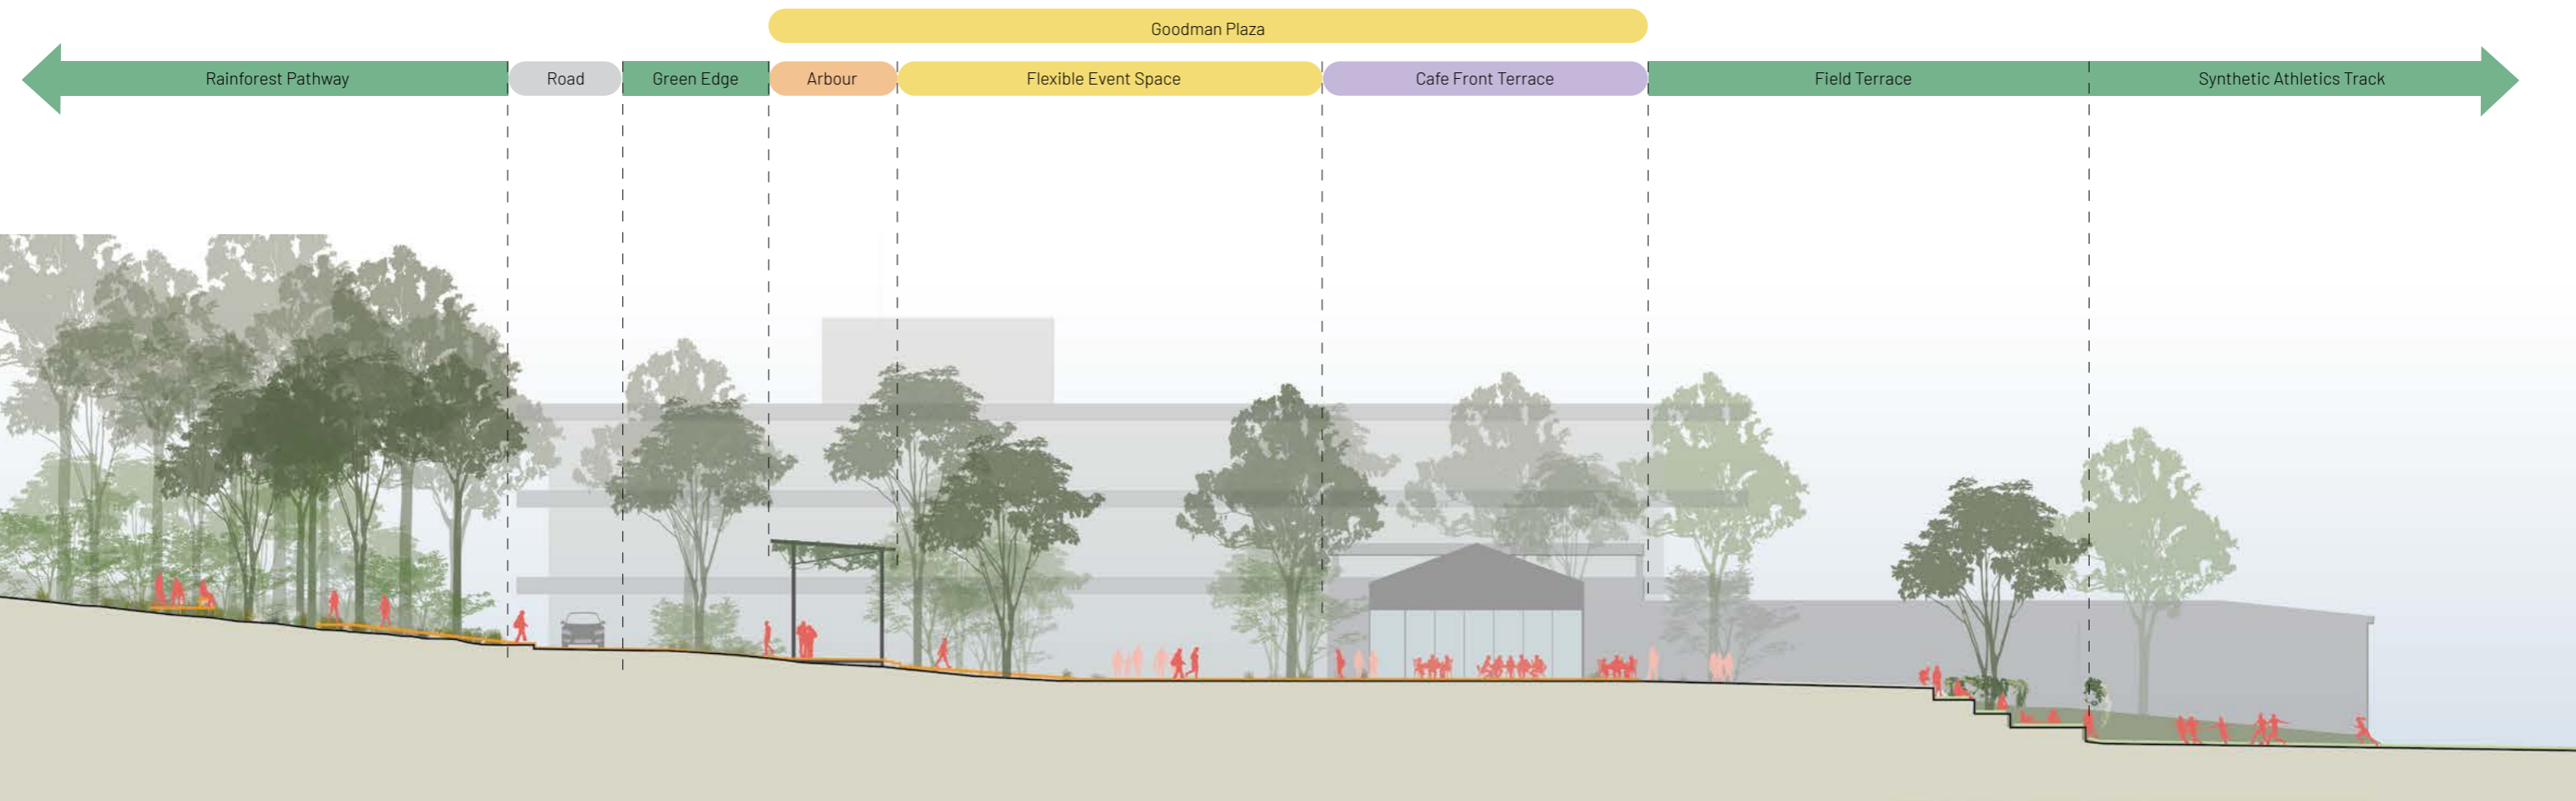 Goodman Plaza
Rainforest Pathway
Road
Green Edge
Arbour
Flexible Event Space
Cafe Front Terrace
Field Terrace
Synthetic Athletics Track